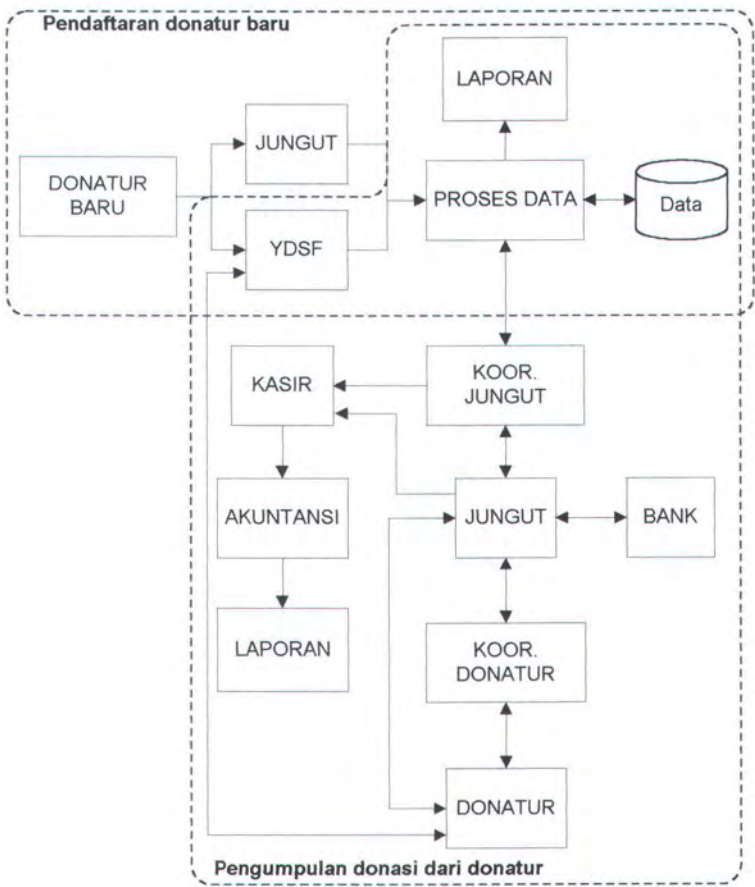 Pendaftaran donatur baru
LAPORAN
JUNGUT
DONATUR
BARU
PROSES DATA
Data
YDSF
KASIR
KOOR.
JUNGUT
AKUNTANSI
JUNGUT
BANK
LAPORAN
KOOR.
DONATUR
DONATUR
Pengumpulan donasi dari donatur